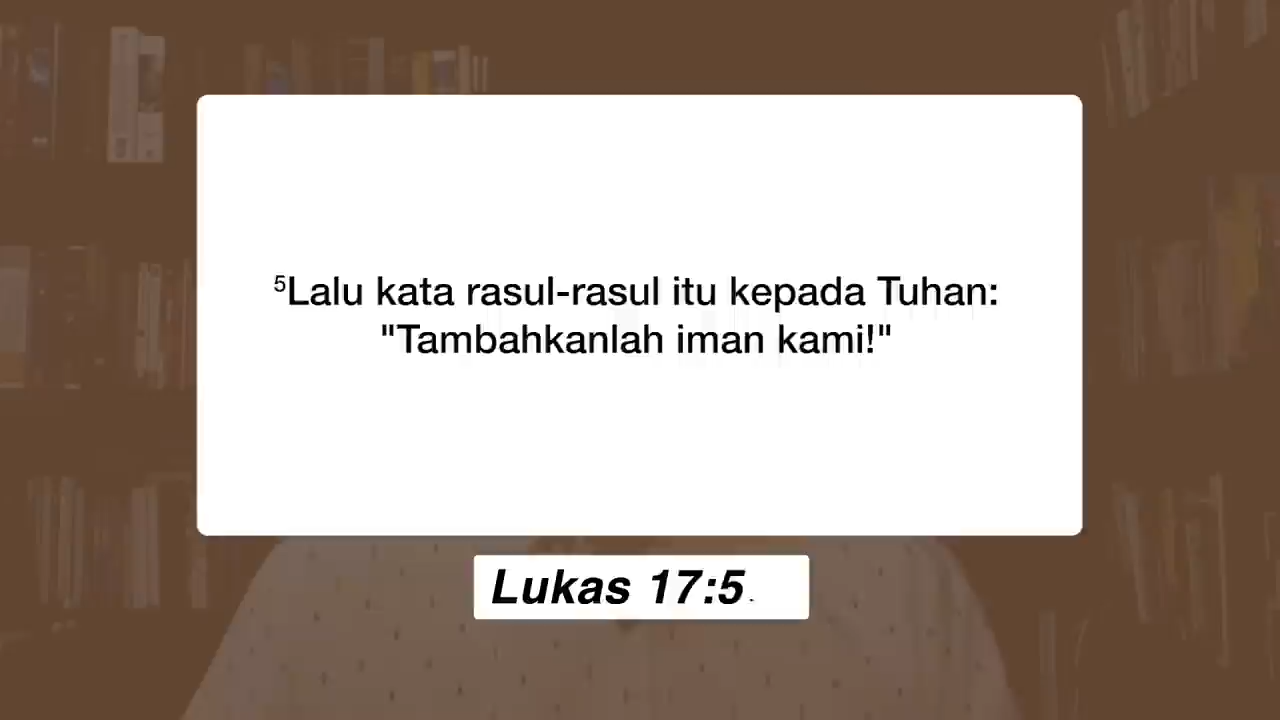 ⁵Lalu kata rasul-rasul itu kepada Tuhan:
"Tambahkanlah iman kami!"
Lukas 17:5